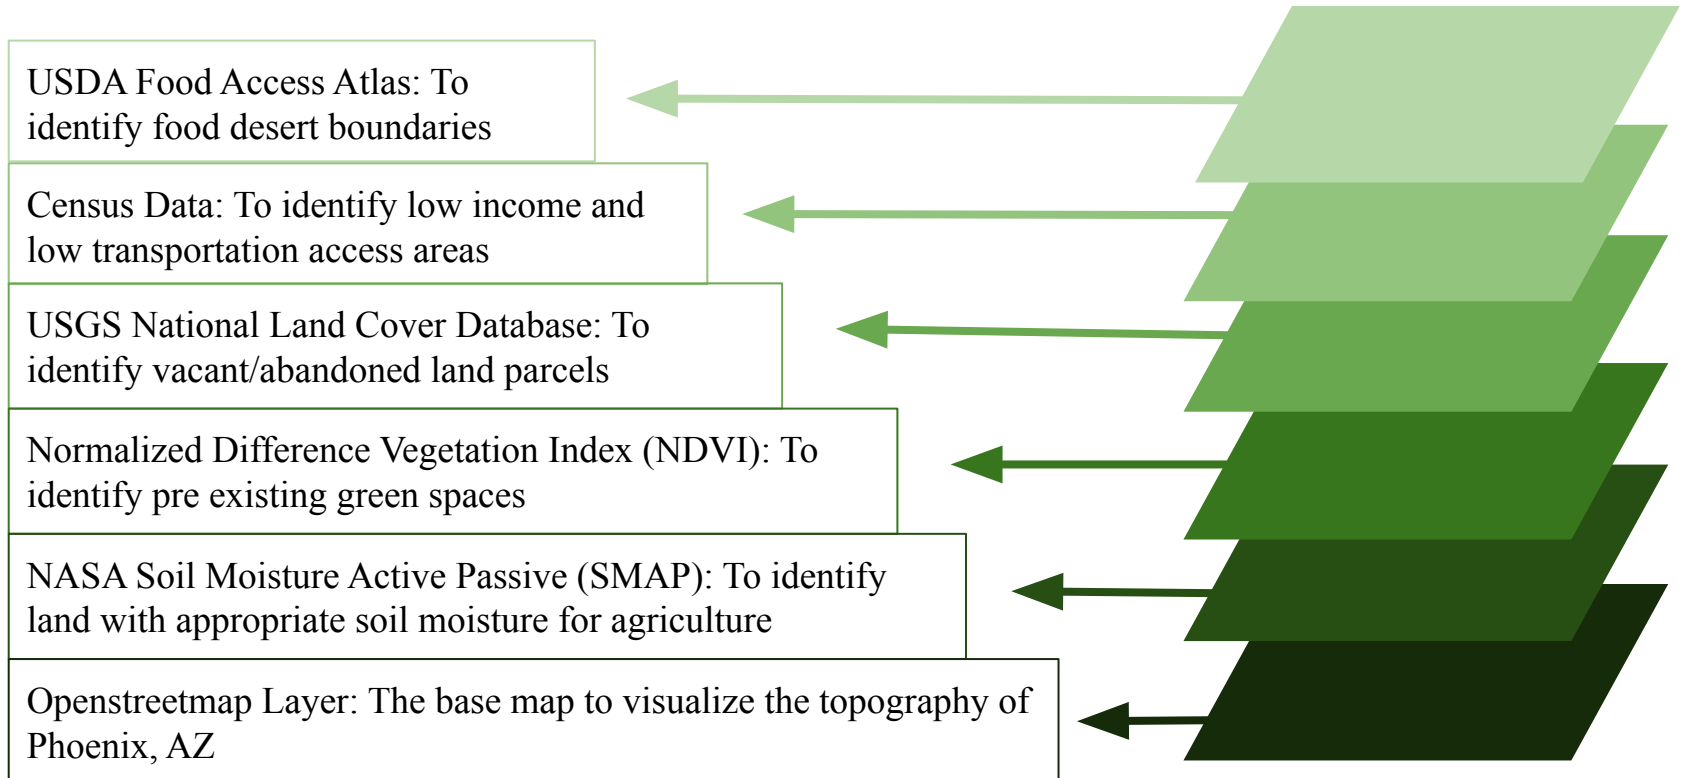 USDA Food Access Atlas: To
identify food desert boundaries
Census Data: To identify low income and
low transportation access areas
USGS National Land Cover Database: To
identify vacant/abandoned land parcels
Normalized Difference Vegetation Index (NDVI): To
identify pre existing green spaces
NASA Soil Moisture Active Passive (SMAP): To identify
land with appropriate soil moisture for agriculture
Openstreetmap Layer: The base map to visualize the topography of
Phoenix, AZ